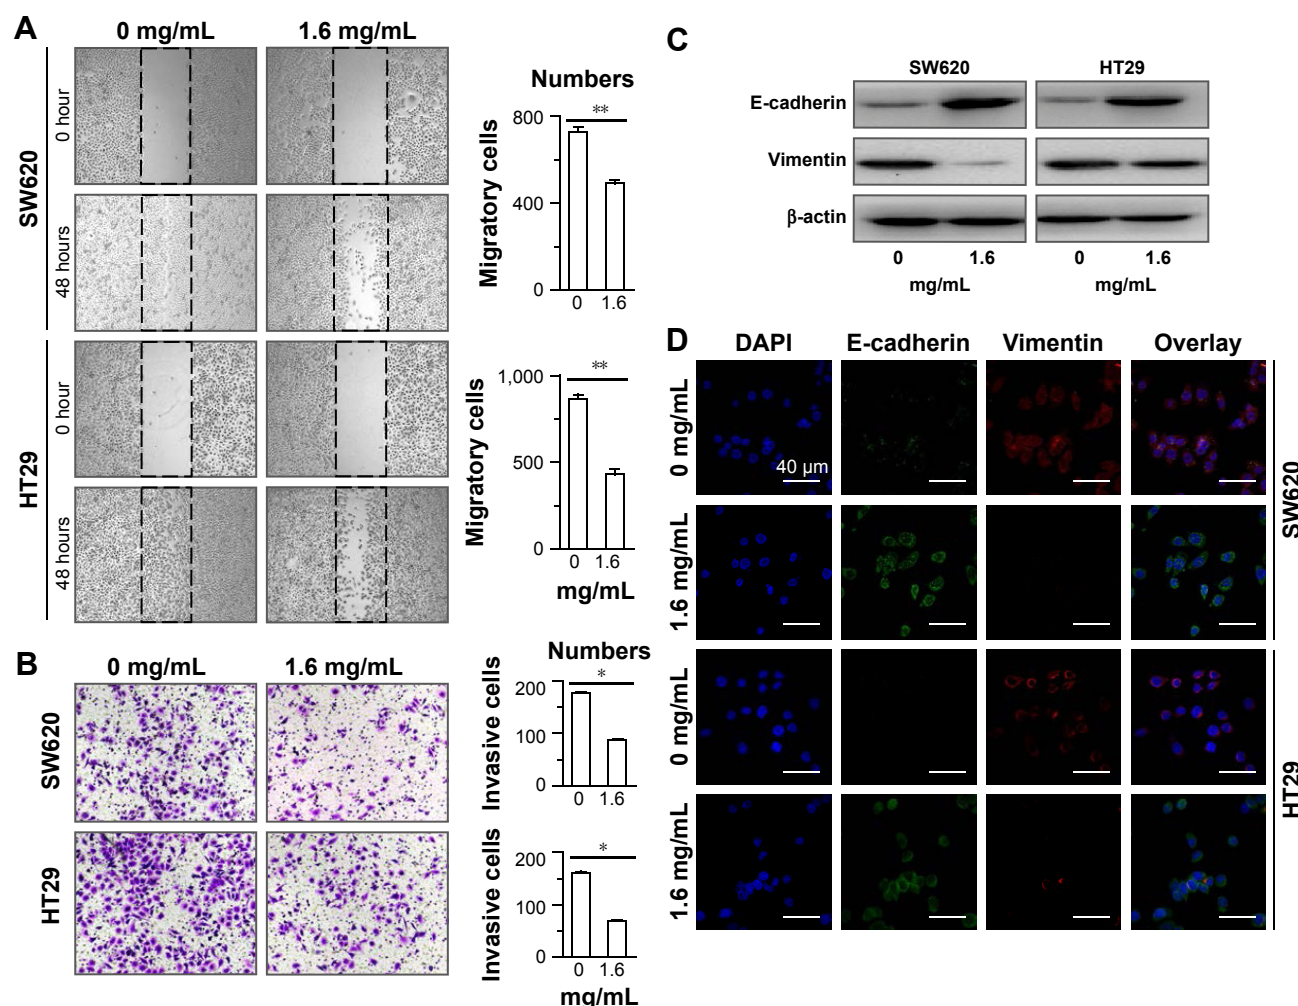 A
0 mg/mL 1.6 mg/mL
SW620
0 hour
48 hours
HT29
0 hour
48 hours
Numbers
Migratory cells
800
400
0
**
0 1.6
Migratory cells
1,000
500
0
**
0 1.6
mg/mL
B
0 mg/mL 1.6 mg/mL
SW620
HT29
Numbers
Invasive cells
200
100
0
*
0 1.6
Invasive cells
200
100
0
*
0 1.6
mg/mL
C
SW620 HT29
E-cadherin
Vimentin
β-actin
0 1.6 0 1.6
mg/mL mg/mL
D
DAPI E-cadherin Vimentin Overlay
0 mg/mL
40 μm
1.6 mg/mL
SW620
0 mg/mL
1.6 mg/mL
HT29